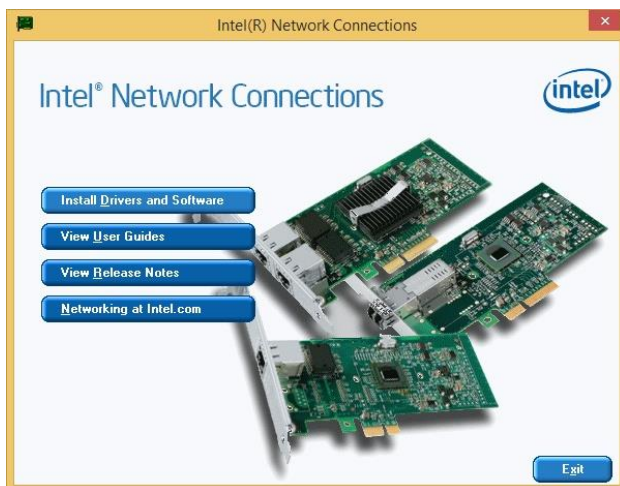 Intel(R) Network Connections
Intel® Network Connections
intel
Install Drivers and Software
View User Guides
View Release Notes
Networking at Intel.com
Exit